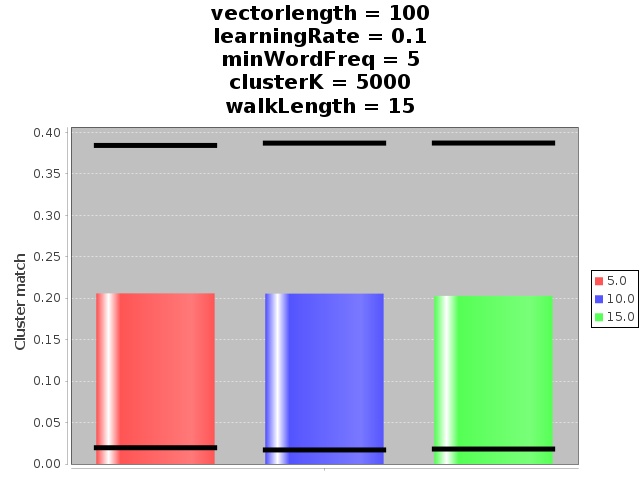 vectorlength = 100
learningRate = 0.1
minWordFreq = 5
clusterK = 5000
walkLength = 15
0.40
0.35
0.30
0.25
0.20
0.15
0.10
0.05
0.00
Cluster match
5.0
10.0
15.0